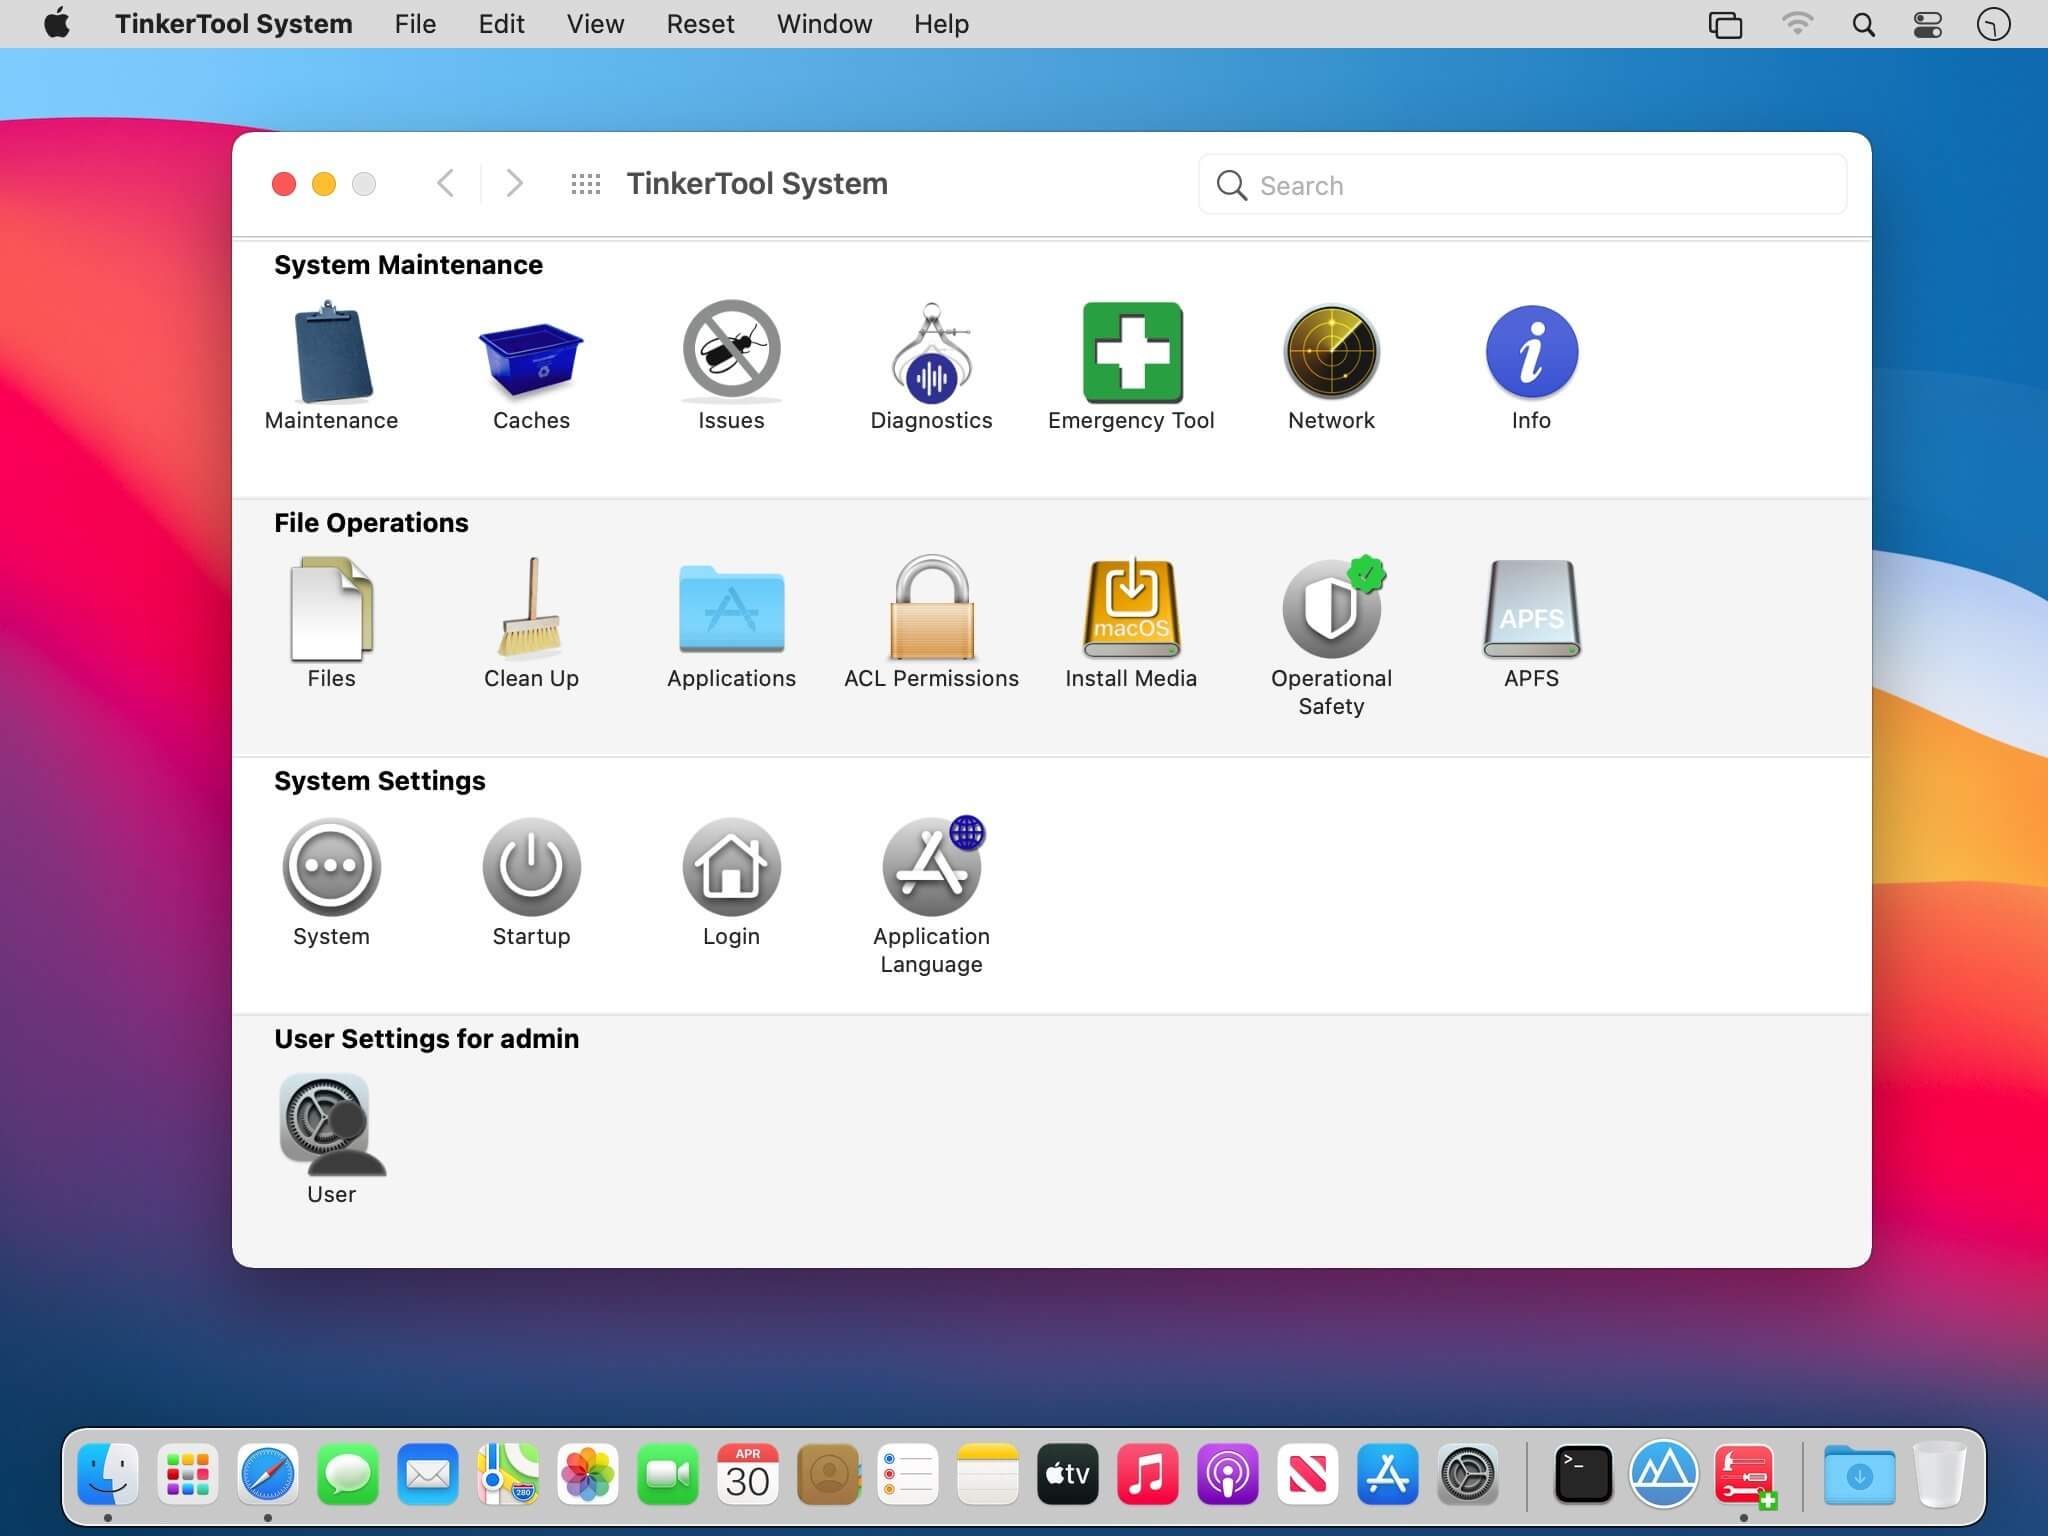 TinkerTool System File Edit View Reset Window Help
TinkerTool System
Search
System Maintenance
Maintenance Caches Issues Diagnostics Emergency Tool Network Info
File Operations
macOS APFS
Files Clean Up Applications ACL Permissions Install Media Operational Safety APFS
System Settings
System Startup Login Application Language
User Settings for admin
User
280 APR 30 tv >_